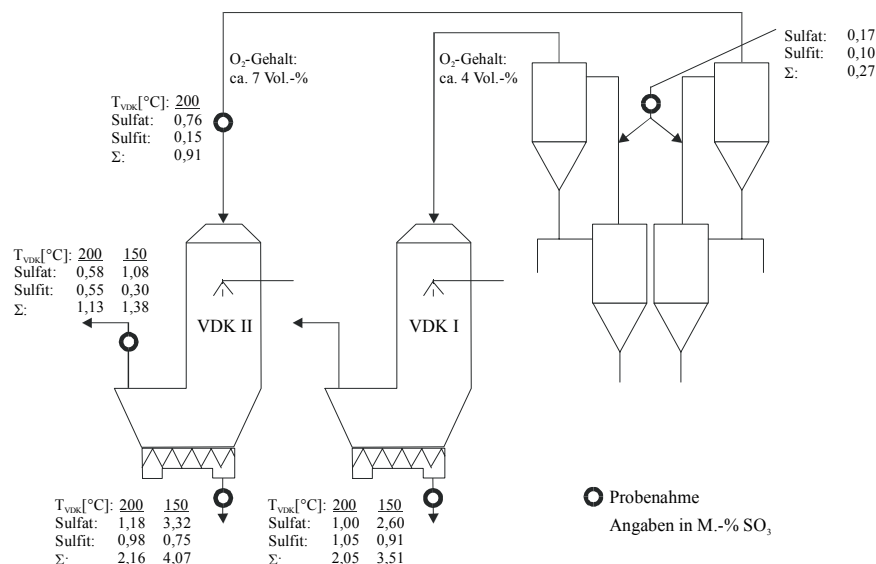 Sulfat: 0,17
Sulfit: 0,10
Σ: 0,27
O₂-Gehalt:
ca. 7 Vol.-%
O₂-Gehalt:
ca. 4 Vol.-%
T_VDK[°C]: 200
Sulfat: 0,76
Sulfit: 0,15
Σ: 0,91
T_VDK[°C]: 200 150
Sulfat: 0,58 1,08
Sulfit: 0,55 0,30
Σ: 1,13 1,38
VDK II
VDK I
T_VDK[°C]: 200 150
Sulfat: 1,18 3,32
Sulfit: 0,98 0,75
Σ: 2,16 4,07
T_VDK[°C]: 200 150
Sulfat: 1,00 2,60
Sulfit: 1,05 0,91
Σ: 2,05 3,51
Probenahme
Angaben in M.-% SO₃